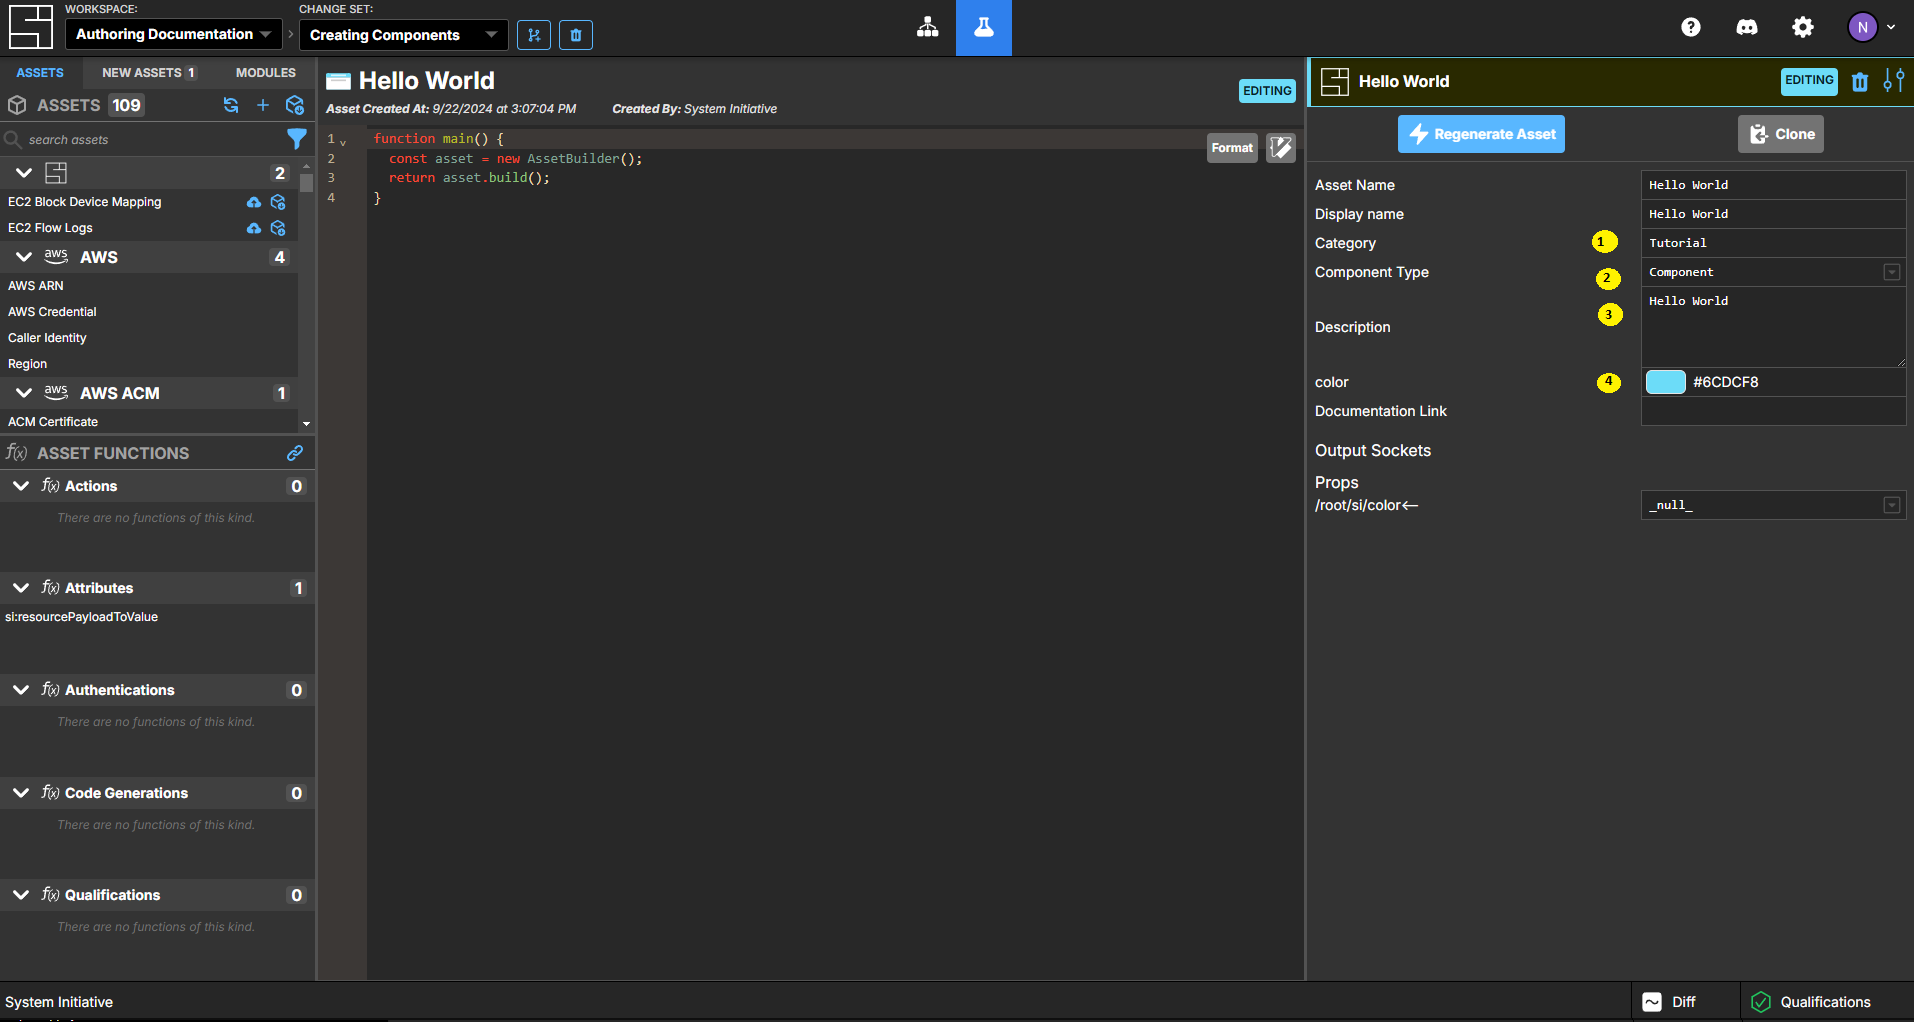 WORKSPACE:
Authoring Documentation
CHANGE SET:
Creating Components
N
ASSETS
NEW ASSETS 1
MODULES
ASSETS 109
search assets
2
EC2 Block Device Mapping
EC2 Flow Logs
aws AWS 4
AWS ARN
AWS Credential
Caller Identity
Region
aws AWS ACM 1
ACM Certificate
f(x) ASSET FUNCTIONS
f(x) Actions 0
There are no functions of this kind.
f(x) Attributes 1
si:resourcePayloadToValue
f(x) Authentications 0
There are no functions of this kind.
f(x) Code Generations 0
There are no functions of this kind.
f(x) Qualifications 0
There are no functions of this kind.
Hello World
Asset Created At: 9/22/2024 at 3:07:04 PM Created By: System Initiative
EDITING
Format
1 function main() {
2 const asset = new AssetBuilder();
3 return asset.build();
4 }
Hello World
EDITING
Regenerate Asset
Clone
Asset Name Hello World
Display name Hello World
Category 1 Tutorial
Component Type 2 Component
Description 3 Hello World
color 4 #6CDCF8
Documentation Link
Output Sockets
Props
/root/si/color← _null_
System Initiative
Diff
Qualifications